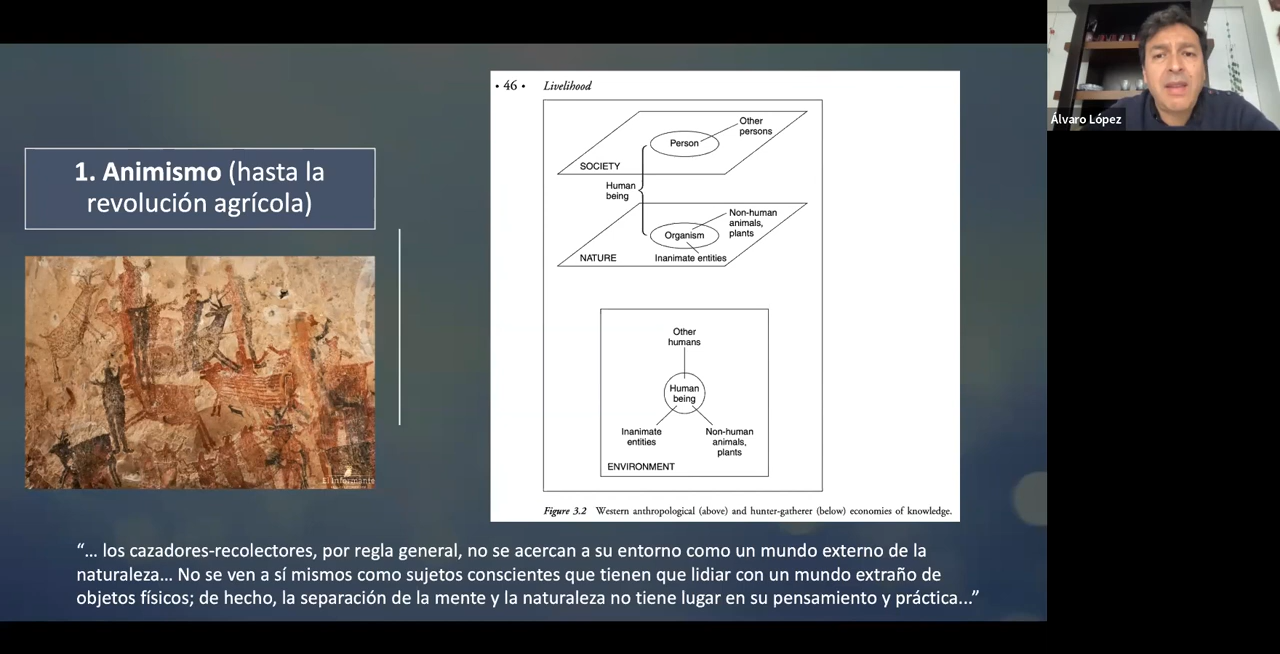 Álvaro López
1. Animismo (hasta la
revolución agrícola)
El Informante
• 46 • Livelihood
Other
persons
Person
SOCIETY
Human
being
Non-human
animals,
plants
Organism
NATURE
Inanimate entities
Other
humans
Human
being
Inanimate
entities
Non-human
animals,
plants
ENVIRONMENT
Figure 3.2 Western anthropological (above) and hunter-gatherer (below) economies of knowledge.
“... los cazadores-recolectores, por regla general, no se acercan a su entorno como un mundo externo de la
naturaleza... No se ven a sí mismos como sujetos conscientes que tienen que lidiar con un mundo extraño de
objetos físicos; de hecho, la separación de la mente y la naturaleza no tiene lugar en su pensamiento y práctica...”